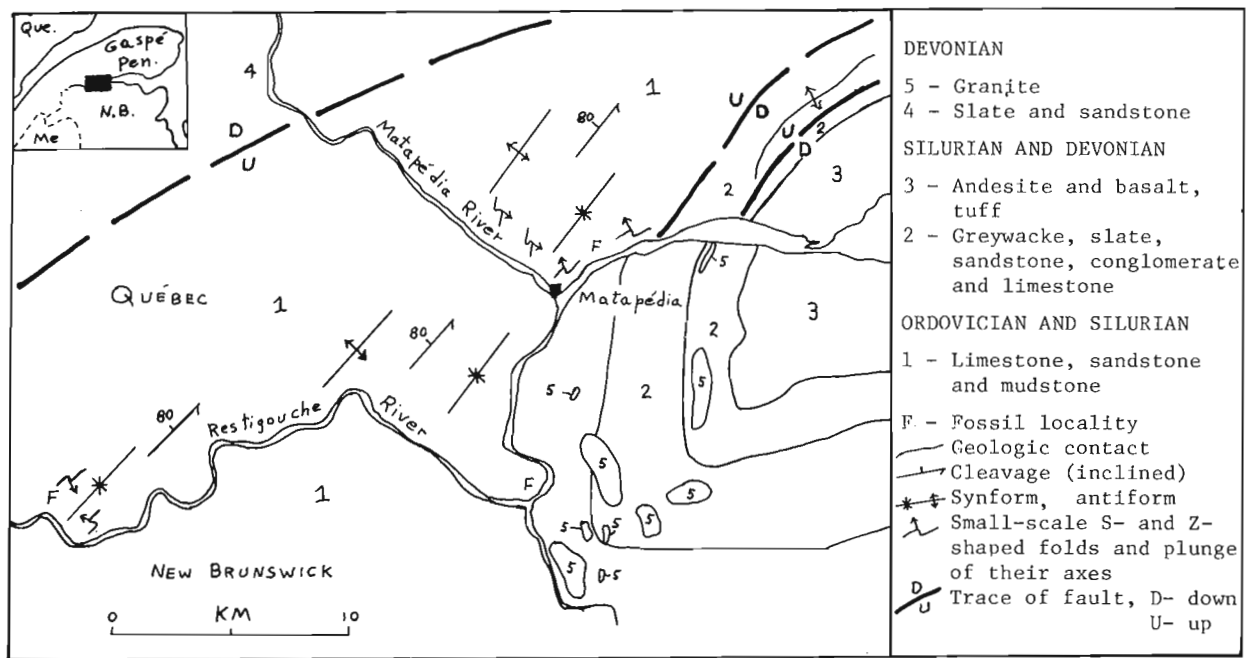 Que.
Gaspé
Pen.
N.B.
Me
4
D
U
Matapédia
River
80
1
U
D
U
D
2
2
3
F
QUÉBEC
1
Matapédia
5
2
3
80
5
5
2
Restigouche
River
80
F
1
F
5
5
5
5
5
5
5
NEW BRUNSWICK
KM
0
10
DEVONIAN
5 - Granite
4 - Slate and sandstone
SILURIAN AND DEVONIAN
3 - Andesite and basalt,
tuff
2 - Greywacke, slate,
sandstone, conglomerate
and limestone
ORDOVICIAN AND SILURIAN
1 - Limestone, sandstone
and mudstone
F - Fossil locality
Geologic contact
Cleavage (inclined)
Synform, antiform
Small-scale S- and Z-
shaped folds and plunge
of their axes
D
U
Trace of fault, D- down
U- up